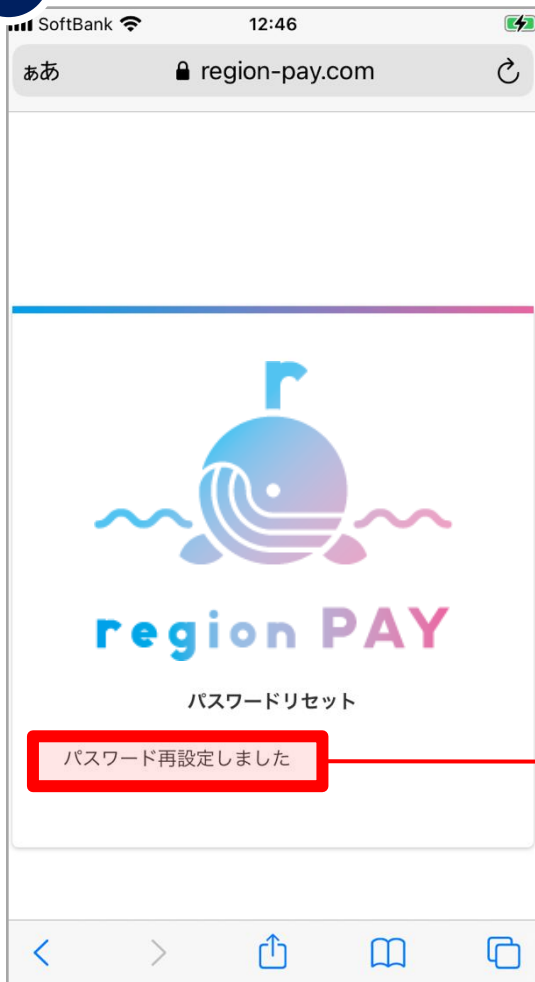 SoftBank
12:46
ぁあ
region-pay.com
r
region PAY
パスワードリセット
パスワード再設定しました